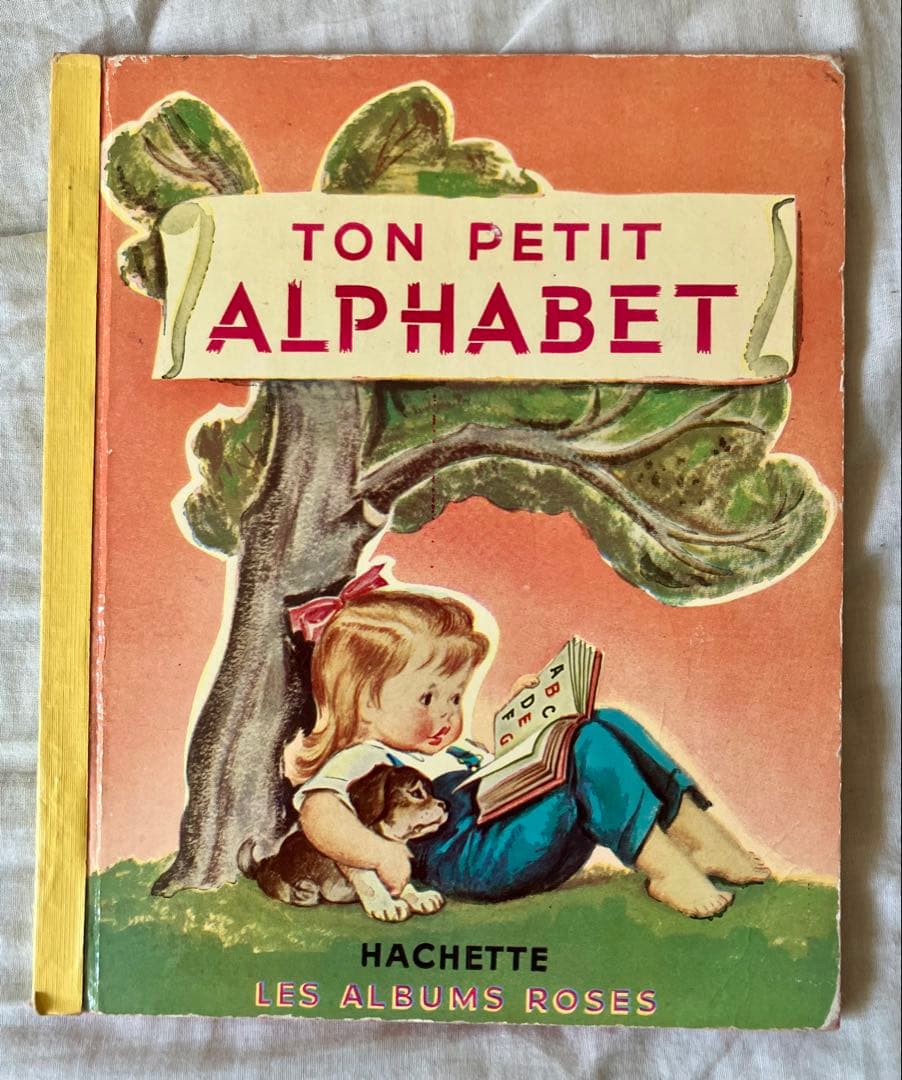 TON PETIT
ALPHABET
A B C
D E F G
HACHETTE
LES ALBUMS ROSES